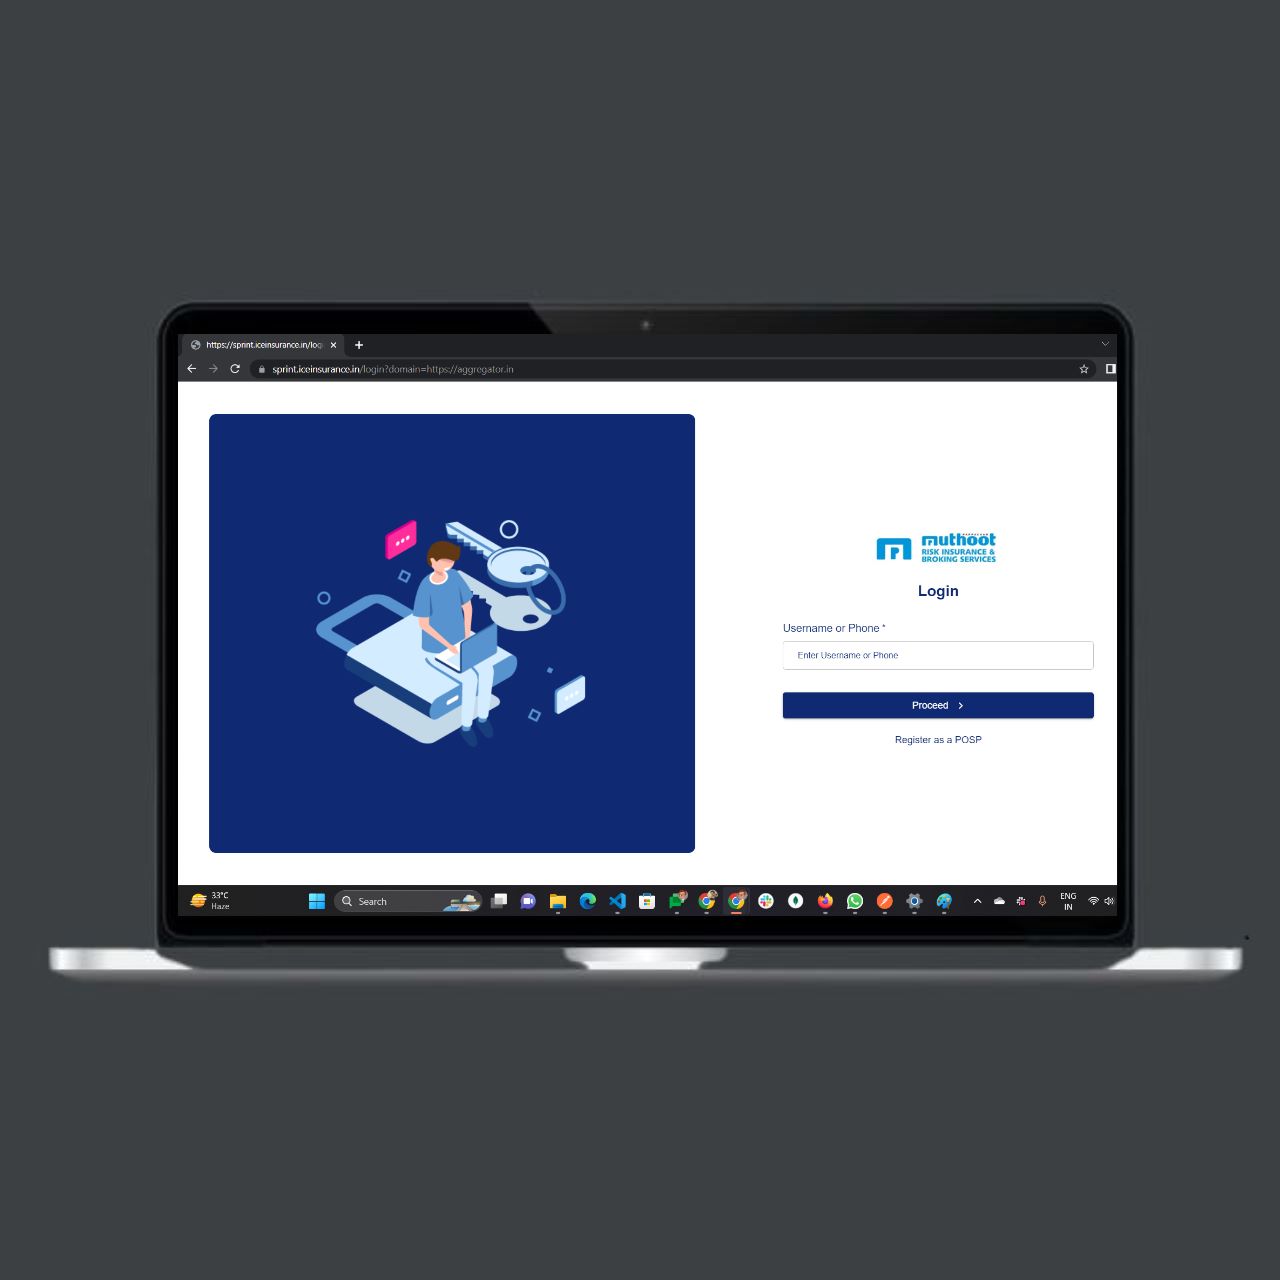 https://sprint.iceinsurance.in/log
sprint.iceinsurance.in/login?domain=https://aggregator.in
muthoot
RISK INSURANCE &
BROKING SERVICES
Login
Username or Phone *
Enter Username or Phone
Proceed
Register as a POSP
33°C
Haze
Search
ENG
IN